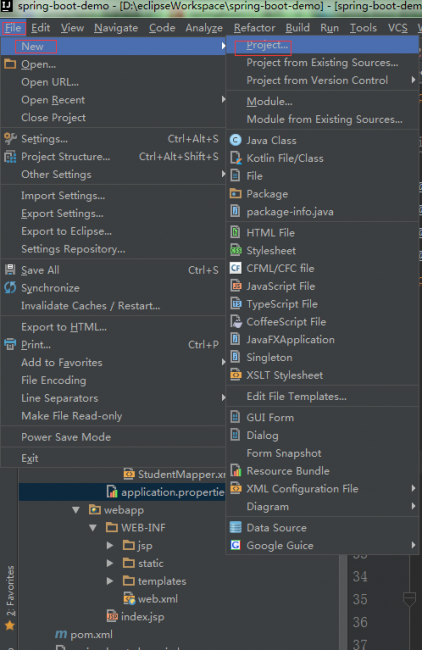 spring-boot-demo - [D:\eclipseWorkspace\spring-boot-demo] - [spring-boot-dem
File Edit View Navigate Code Analyze Refactor Build Run Tools VCS
New
Open...
Open URL...
Open Recent
Close Project
Settings... Ctrl+Alt+S
Project Structure... Ctrl+Alt+Shift+S
Other Settings
Import Settings...
Export Settings...
Export to Eclipse...
Settings Repository...
Save All Ctrl+S
Synchronize
Invalidate Caches / Restart...
Export to HTML...
Print... Ctrl+P
Add to Favorites
File Encoding
Line Separators
Make File Read-only
Power Save Mode
Exit
Project...
Project from Existing Sources...
Project from Version Control
Module...
Module from Existing Sources...
Java Class
Kotlin File/Class
File
Package
package-info.java
HTML File
Stylesheet
CFML/CFC file
JavaScript File
TypeScript File
CoffeeScript File
JavaFXApplication
Singleton
XSLT Stylesheet
Edit File Templates...
GUI Form
Dialog
Form Snapshot
Resource Bundle
XML Configuration File
Diagram
Data Source
Google Guice
StudentMapper.x
application.propertie
webapp
WEB-INF
jsp
static
templates
web.xml
index.jsp
pom.xml
2: Favorites
34
35
36
37